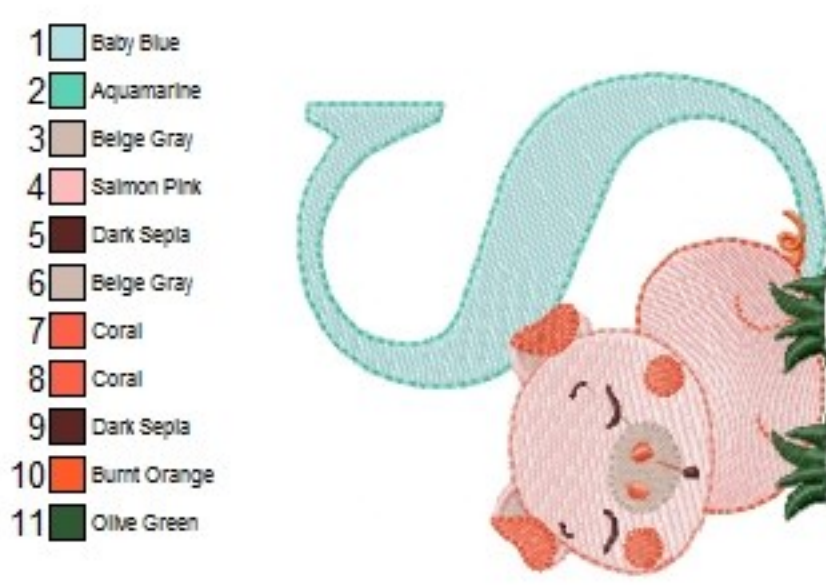 1 Baby Blue
2 Aquamarine
3 Beige Gray
4 Salmon Pink
5 Dark Sepia
6 Beige Gray
7 Coral
8 Coral
9 Dark Sepia
10 Burnt Orange
11 Olive Green
S